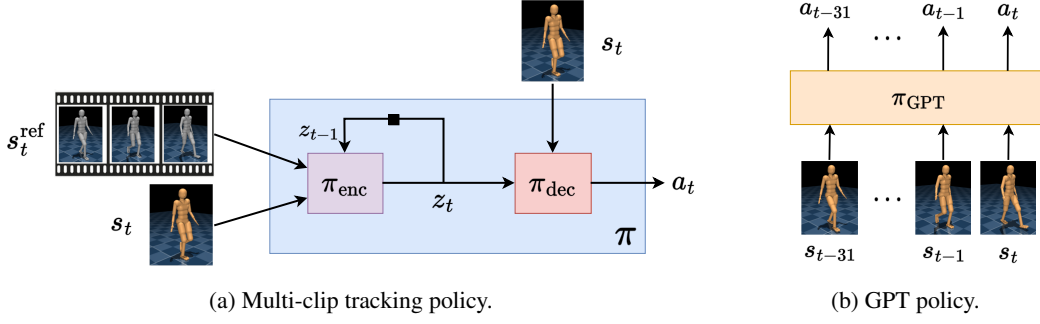 s_t^ref
s_t
z_{t-1}
π_enc
z_t
s_t
π_dec
a_t
π
(a) Multi-clip tracking policy.
a_{t-31} ... a_{t-1} a_t
π_GPT
...
s_{t-31} s_{t-1} s_t
(b) GPT policy.